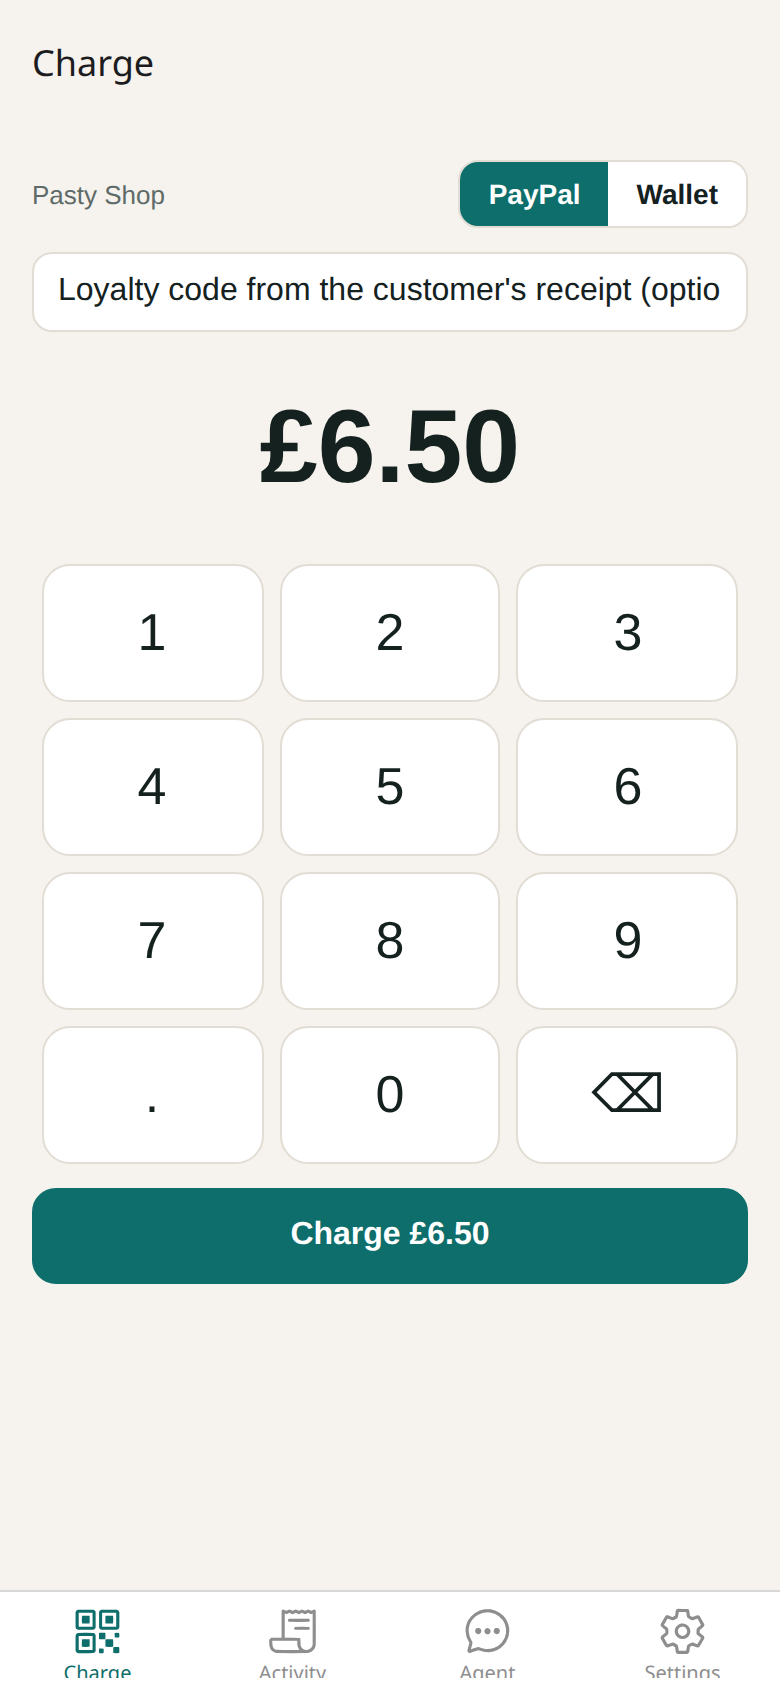 Charge
Pasty Shop
PayPal Wallet
Loyalty code from the customer's receipt (optio
£6.50
1 2 3
4 5 6
7 8 9
. 0 ⌫
Charge £6.50
Charge Activity Agent Settings